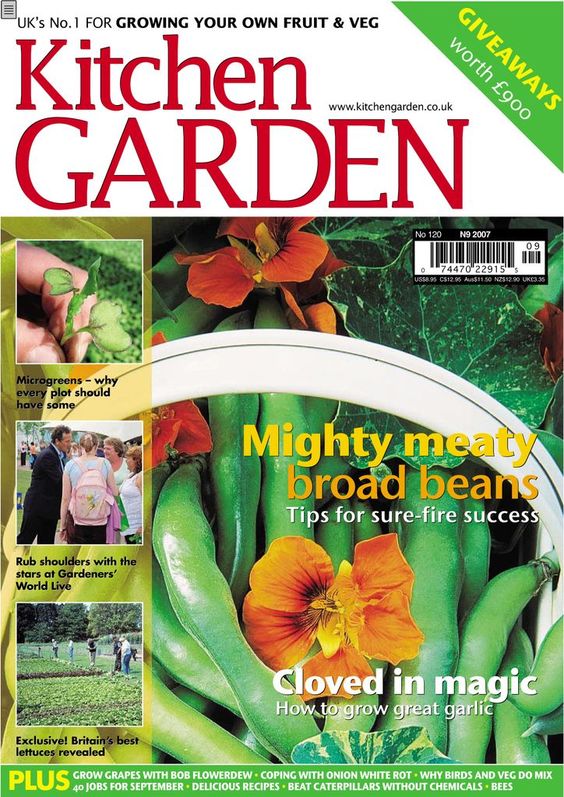 UK's No.1 FOR GROWING YOUR OWN FRUIT & VEG
Kitchen
GARDEN
www.kitchengarden.co.uk
GIVEAWAYS
worth £900
No 120 N9 2007
09
0 74470 22915 5
US$8.95 C$12.95 Aus$11.50 NZ$12.90 UK£3.35
Microgreens – why
every plot should
have some
Mighty meaty
broad beans
Tips for sure-fire success
Rub shoulders with the
stars at Gardeners'
World Live
Cloved in magic
How to grow great garlic
Exclusive! Britain's best
lettuces revealed
PLUS GROW GRAPES WITH BOB FLOWERDEW • COPING WITH ONION WHITE ROT • WHY BIRDS AND VEG DO MIX
40 JOBS FOR SEPTEMBER • DELICIOUS RECIPES • BEAT CATERPILLARS WITHOUT CHEMICALS • BEES